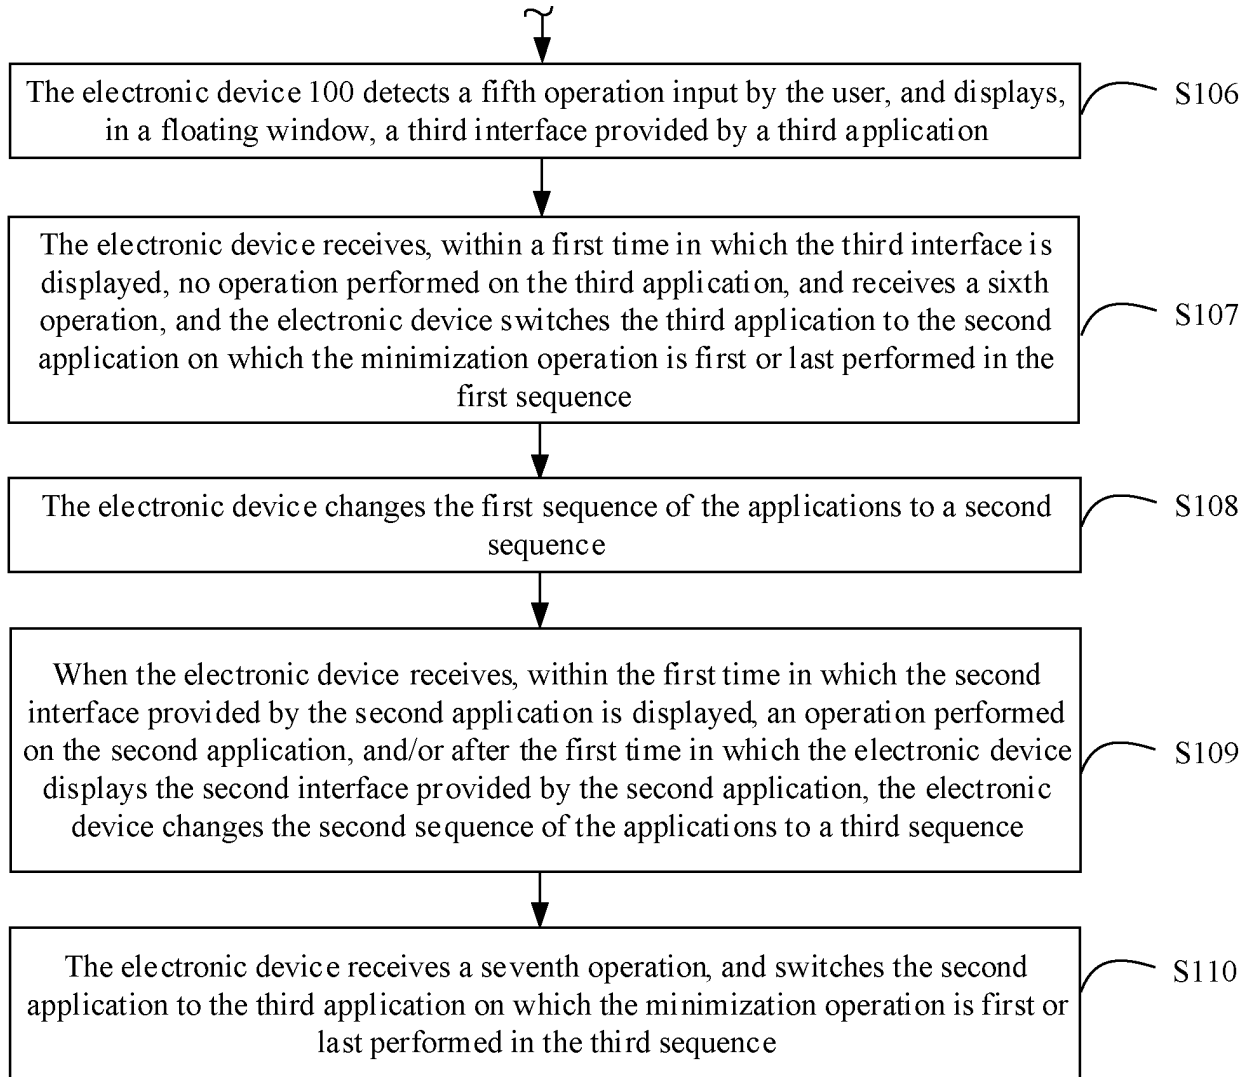 The electronic device 100 detects a fifth operation input by the user, and displays,
in a floating window, a third interface provided by a third application
S106
The electronic device receives, within a first time in which the third interface is
displayed, no operation performed on the third application, and receives a sixth
operation, and the electronic device switches the third application to the second
application on which the minimization operation is first or last performed in the
first sequence
S107
The electronic device changes the first sequence of the applications to a second
sequence
S108
When the electronic device receives, within the first time in which the second
interface provided by the second application is displayed, an operation performed
on the second application, and/or after the first time in which the electronic device
displays the second interface provided by the second application, the electronic
device changes the second sequence of the applications to a third sequence
S109
The electronic device receives a seventh operation, and switches the second
application to the third application on which the minimization operation is first or
last performed in the third sequence
S110